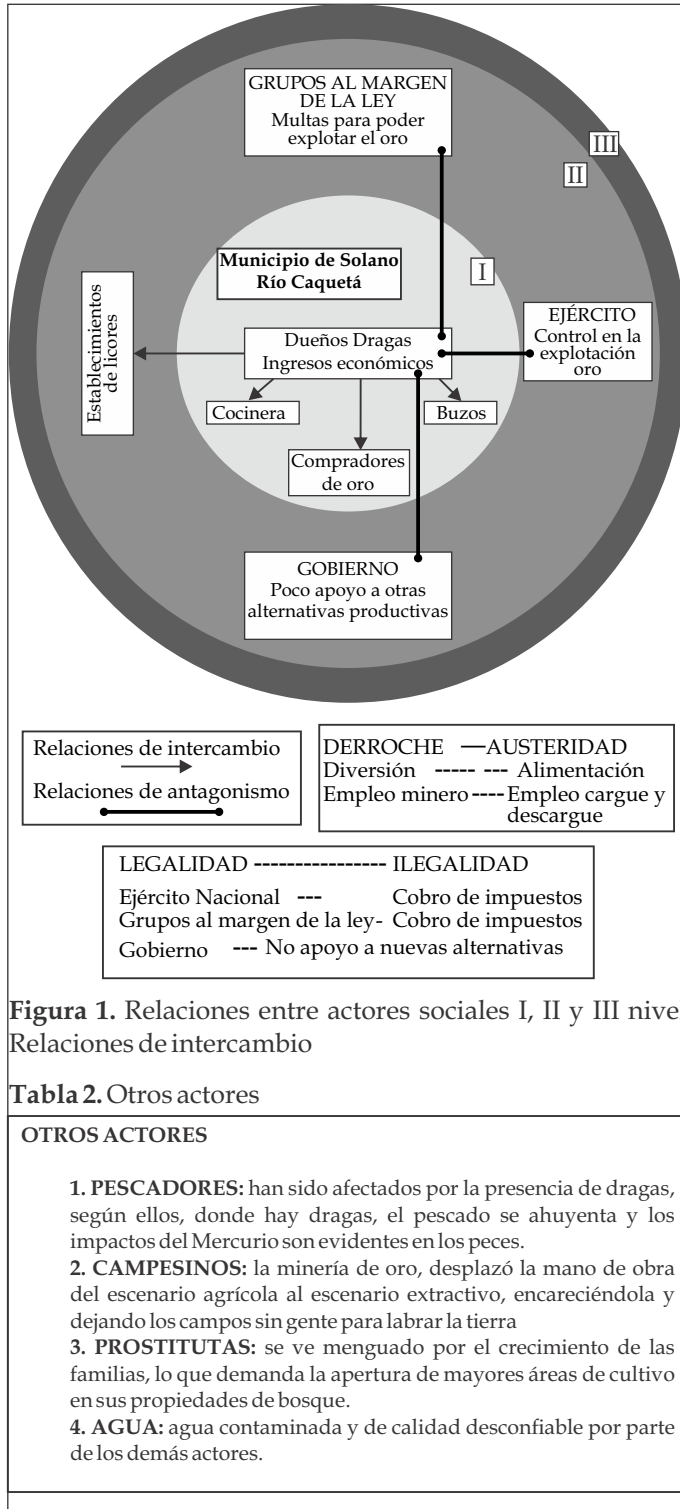 GRUPOS AL MARGEN
DE LA LEY
Multas para poder
explotar el oro
III
II
I
Municipio de Solano
Río Caquetá
Establecimientos
de licores
Dueños Dragas
Ingresos económicos
EJÉRCITO
Control en la
explotación
oro
Cocinera
Buzos
Compradores
de oro
GOBIERNO
Poco apoyo a otras
alternativas productivas
Relaciones de intercambio
Relaciones de antagonismo
DERROCHE —AUSTERIDAD
Diversión ----- --- Alimentación
Empleo minero ---- Empleo cargue y
descargue
LEGALIDAD ---------------- ILEGALIDAD
Ejército Nacional --- Cobro de impuestos
Grupos al margen de la ley- Cobro de impuestos
Gobierno --- No apoyo a nuevas alternativas
Figura 1. Relaciones entre actores sociales I, II y III nive
Relaciones de intercambio
Tabla 2. Otros actores
OTROS ACTORES
1. PESCADORES: han sido afectados por la presencia de dragas,
según ellos, donde hay dragas, el pescado se ahuyenta y los
impactos del Mercurio son evidentes en los peces.
2. CAMPESINOS: la minería de oro, desplazó la mano de obra
del escenario agrícola al escenario extractivo, encareciéndola y
dejando los campos sin gente para labrar la tierra
3. PROSTITUTAS: se ve menguado por el crecimiento de las
familias, lo que demanda la apertura de mayores áreas de cultivo
en sus propiedades de bosque.
4. AGUA: agua contaminada y de calidad desconfiable por parte
de los demás actores.